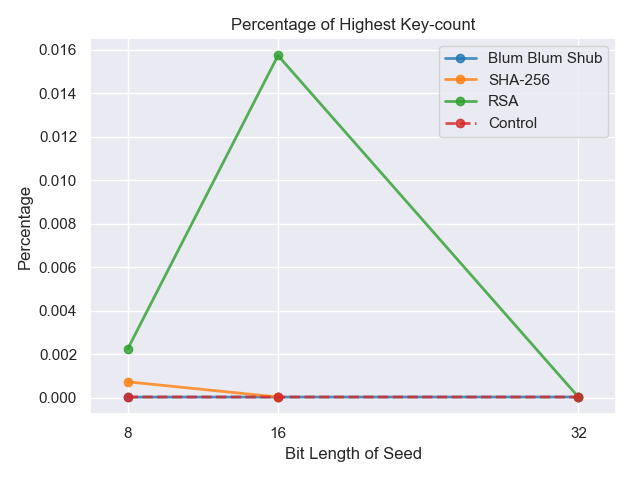 Percentage of Highest Key-count
Blum Blum Shub
SHA-256
RSA
Control
Percentage
0.016
0.014
0.012
0.010
0.008
0.006
0.004
0.002
0.000
8
16
32
Bit Length of Seed